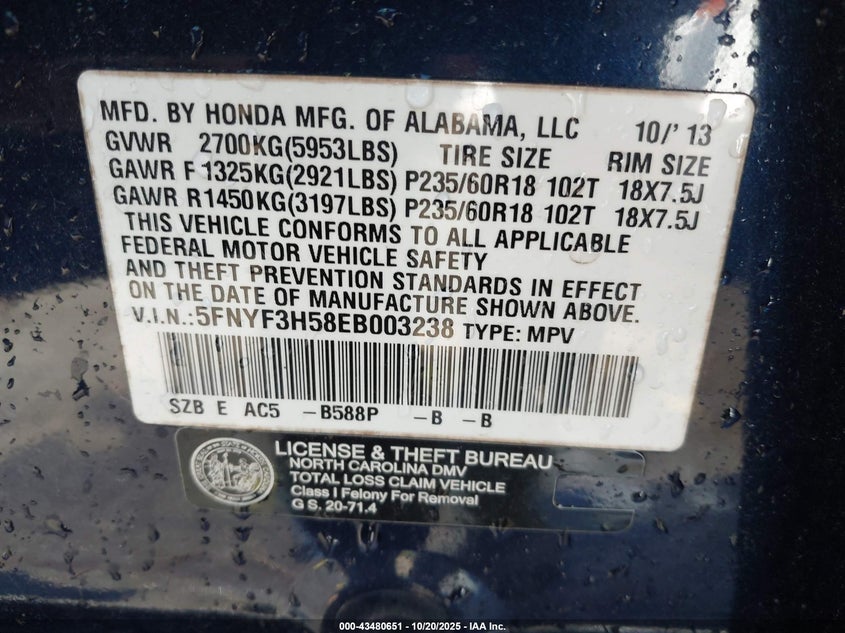 MFD. BY HONDA MFG. OF ALABAMA, LLC 10/' 13
GVWR 2700KG(5953LBS) TIRE SIZE RIM SIZE
GAWR F1325KG(2921LBS) P235/60R18 102T 18X7.5J
GAWR R1450KG(3197LBS) P235/60R18 102T 18X7.5J
THIS VEHICLE CONFORMS TO ALL APPLICABLE
FEDERAL MOTOR VEHICLE SAFETY
AND THEFT PREVENTION STANDARDS IN EFFECT
ON THE DATE OF MANUFACTURE SHOWN ABOVE.
V.I.N.:5FNYF3H58EB003238 TYPE: MPV
SZB E AC5 -B588P -B -B
LICENSE & THEFT BUREAU
NORTH CAROLINA DMV
TOTAL LOSS CLAIM VEHICLE
Class I Felony For Removal
G S. 20-71.4
000-43480651 - 10/20/2025 - IAA Inc.